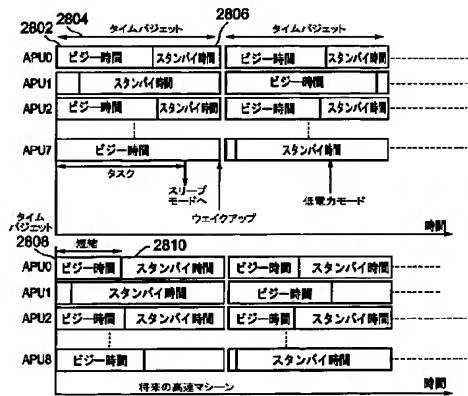 2802 2804 2806
タイムバジェット タイムバジェット
APU0 ビジー時間 スタンバイ時間 ビジー時間 スタンバイ時間
APU1 スタンバイ時間 ビジー時間
APU2 ビジー時間 スタンバイ時間 ビジー時間 スタンバイ時間
APU7 ビジー時間 スタンバイ時間
タスク
スリープモードへ
ウェイクアップ
低電力モード
時間
タイムバジェット
2808 短縮 2810
APU0 ビジー時間 スタンバイ時間 ビジー時間 スタンバイ時間
APU1 スタンバイ時間 ビジー時間
APU2 ビジー時間 スタンバイ時間 ビジー時間 スタンバイ時間
APU8 ビジー時間 スタンバイ時間
将来の高速マシーン 時間